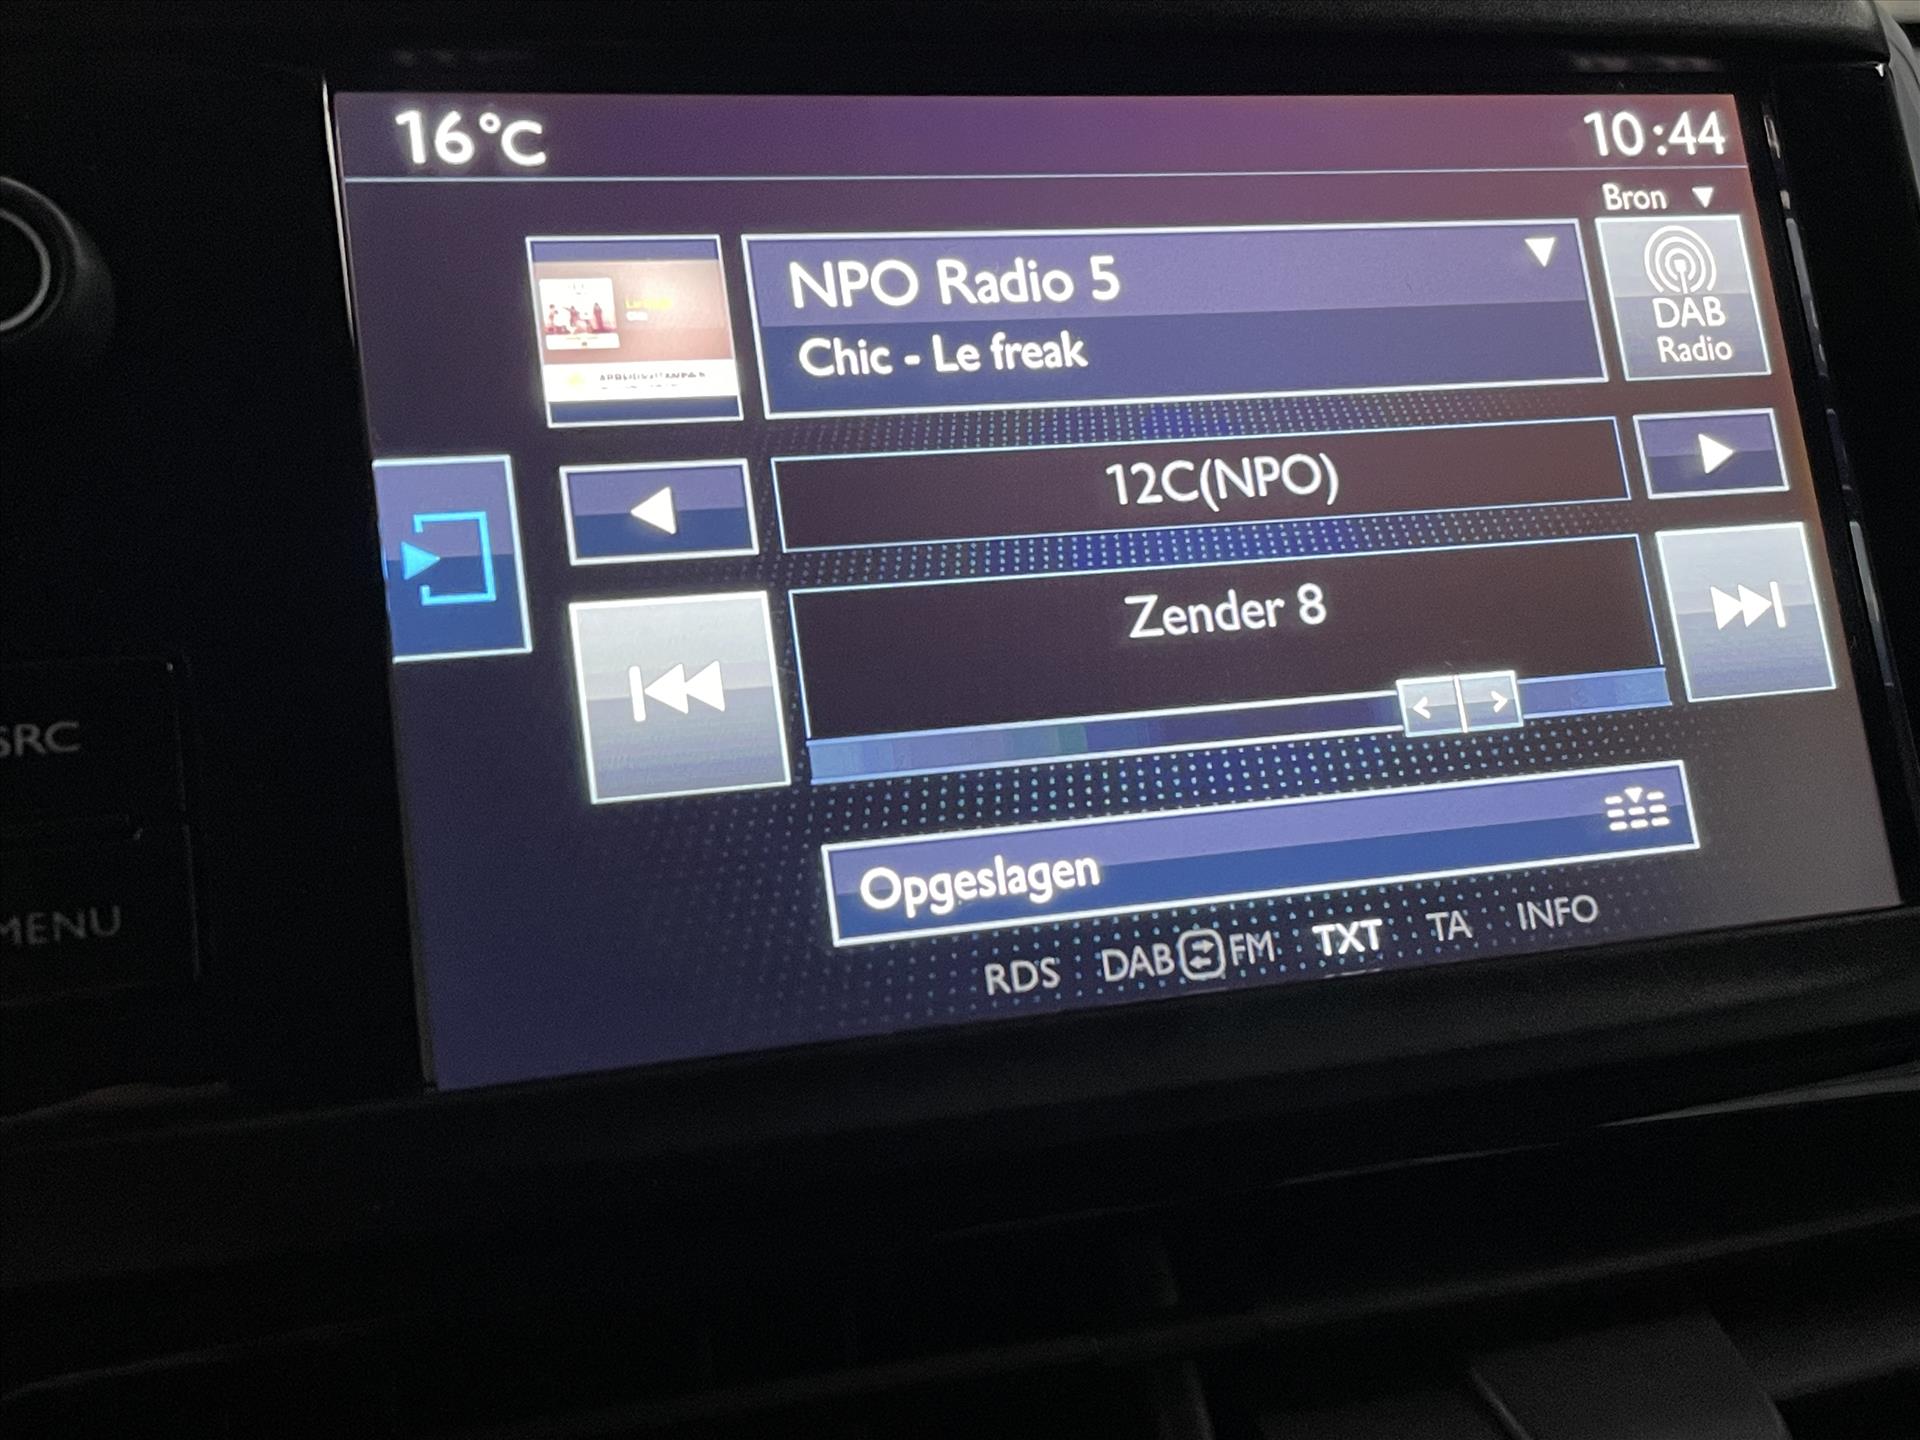 16°C
10:44
Bron
NPO Radio 5
Chic - Le freak
DAB
Radio
12C(NPO)
Zender 8
SRC
MENU
Opgeslagen
RDS DAB FM TXT TA INFO